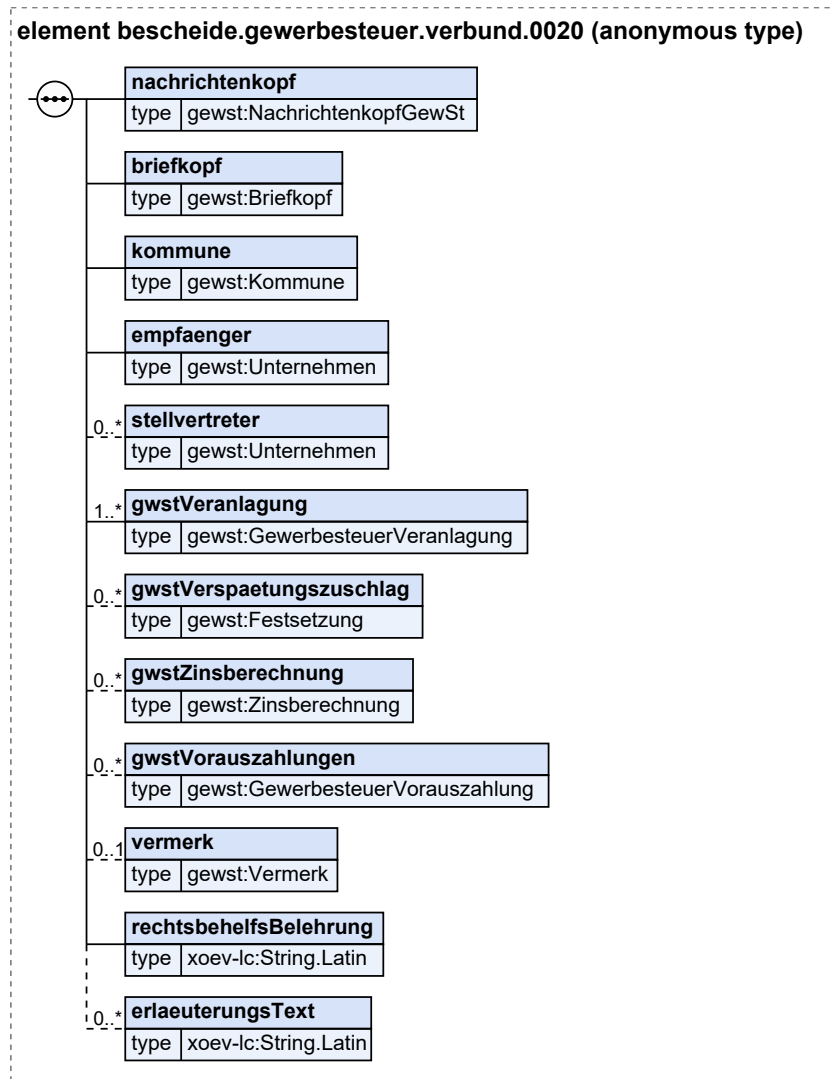 element bescheide.gewerbesteuer.verbund.0020 (anonymous type)
nachrichtenkopf
type gewst:NachrichtenkopfGewSt
briefkopf
type gewst:Briefkopf
kommune
type gewst:Kommune
empfaenger
type gewst:Unternehmen
0..* stellvertreter
type gewst:Unternehmen
1..* gwstVeranlagung
type gewst:GewerbesteuerVeranlagung
0..* gwstVerspaetungszuschlag
type gewst:Festsetzung
0..* gwstZinsberechnung
type gewst:Zinsberechnung
0..* gwstVorauszahlungen
type gewst:GewerbesteuerVorauszahlung
0..1 vermerk
type gewst:Vermerk
rechtsbehelfsBelehrung
type xoev-lc:String.Latin
0..* erlaeuterungsText
type xoev-lc:String.Latin